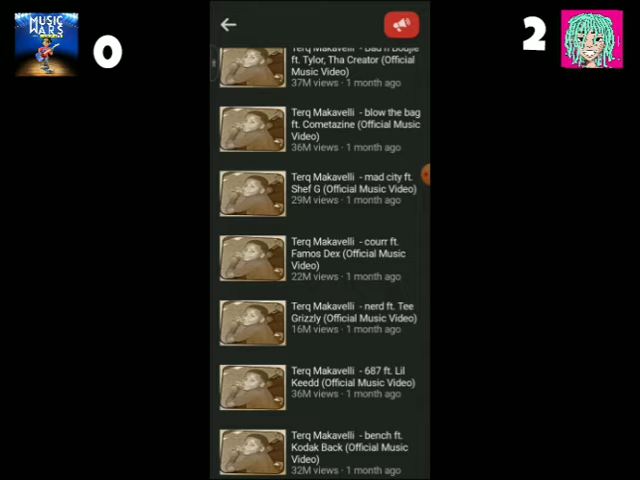 MUSIC
WARS
0
2
Terq Makavelli - Bad n Boujie
ft. Tylor, Tha Creator (Official
Music Video)
37M views · 1 month ago
Terq Makavelli - blow the bag
ft. Cometazine (Official Music
Video)
36M views · 1 month ago
Terq Makavelli - mad city ft.
Shef G (Official Music Video)
29M views · 1 month ago
Terq Makavelli - courr ft.
Famos Dex (Official Music
Video)
22M views · 1 month ago
Terq Makavelli - nerd ft. Tee
Grizzly (Official Music Video)
16M views · 1 month ago
Terq Makavelli - 687 ft. Lil
Keedd (Official Music Video)
36M views · 1 month ago
Terq Makavelli - bench ft.
Kodak Back (Official Music
Video)
32M views · 1 month ago